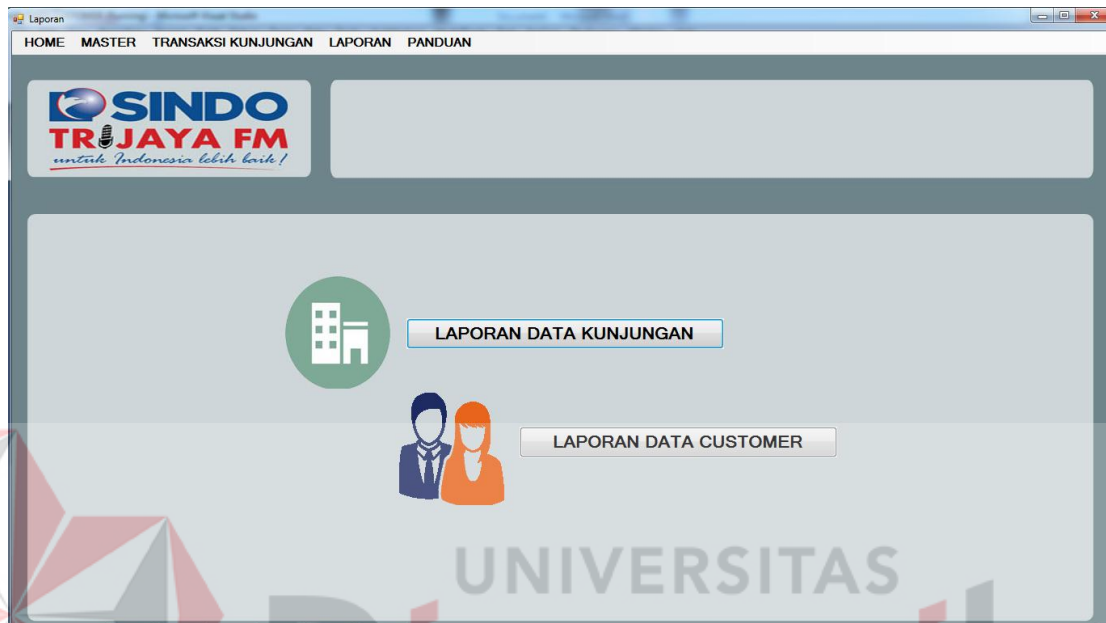 Laporan
HOME MASTER TRANSAKSI KUNJUNGAN LAPORAN PANDUAN
SINDO
TRIJAYA FM
untuk Indonesia lebih baik!
LAPORAN DATA KUNJUNGAN
LAPORAN DATA CUSTOMER
UNIVERSITAS